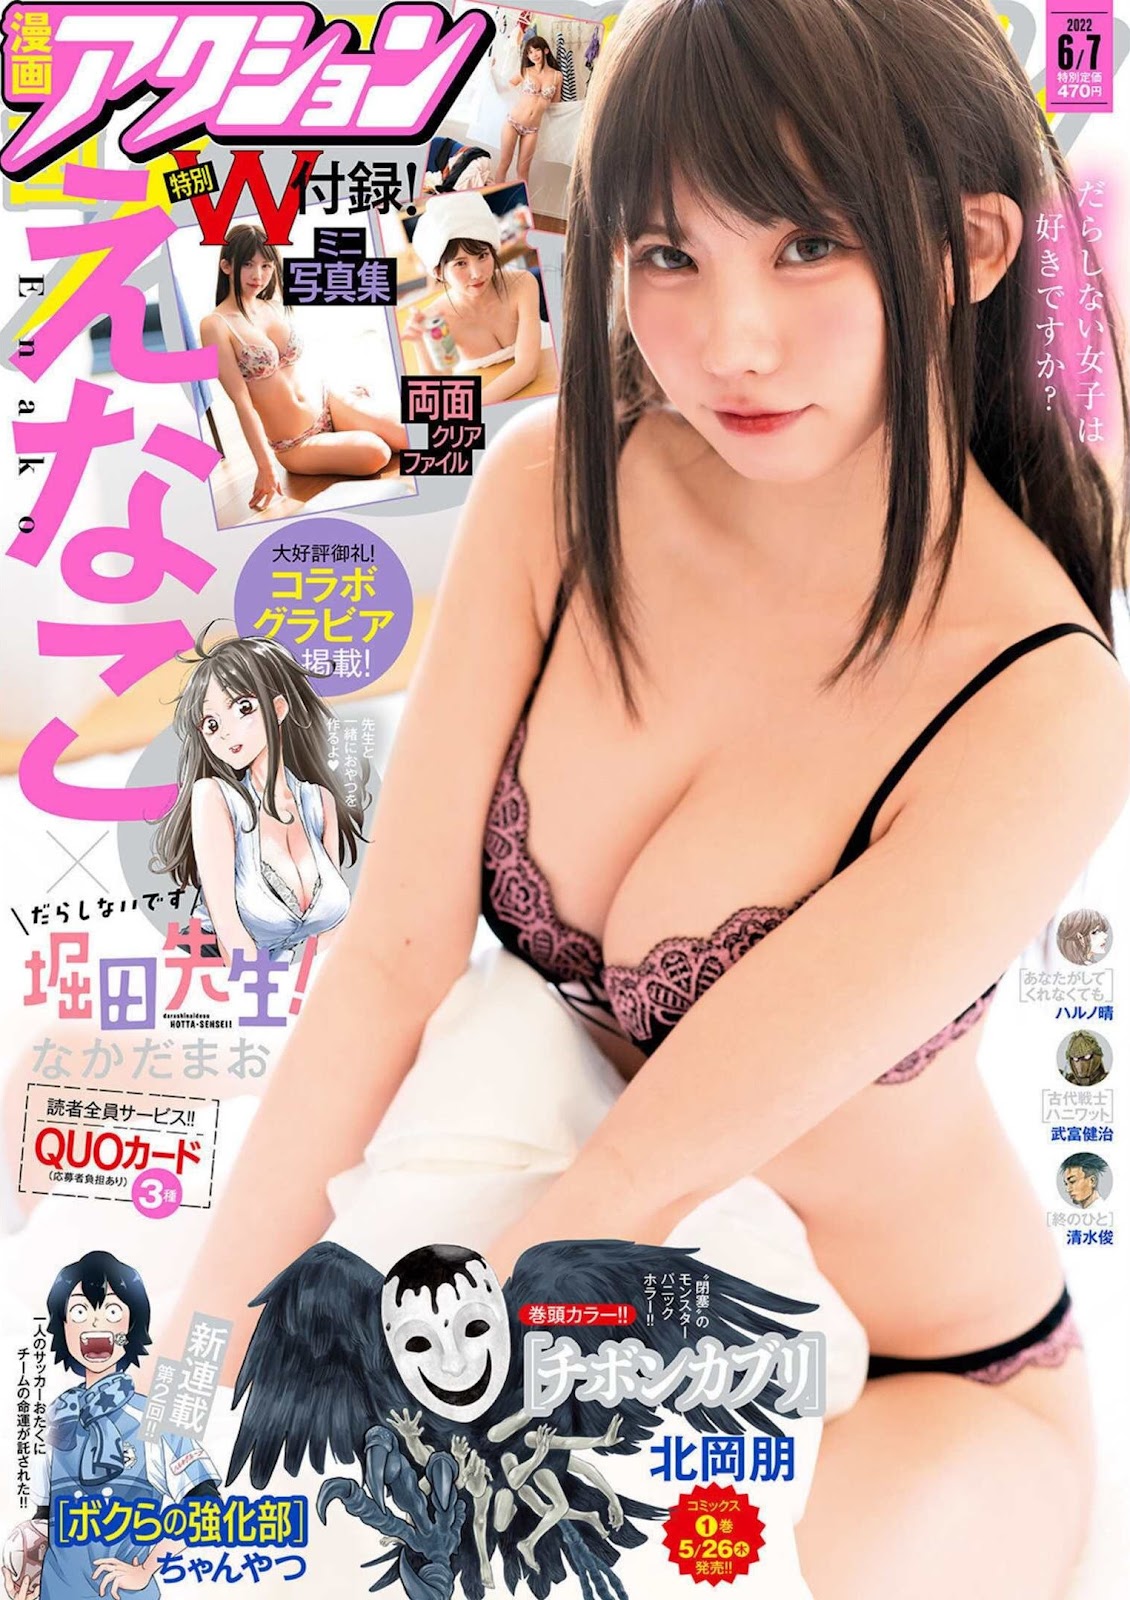 漫画
アクション
2022
6/7
特別定価
470円
特別
W付録!
ミニ
写真集
両面
クリア
ファイル
えなこ
Enako
だらしない女子は
好きですか?
大好評御礼!
コラボ
グラビア
掲載!
先生と
一緒におやつを
作るよ♥
×
だらしないです
堀田先生!
darashinaidesu
HOTTA-SENSEI!
なかだまお
読者全員サービス!!
QUOカード
(応募者負担あり)
3種
[あなたがして
くれなくても]
ハルノ晴
[古代戦士
ハニワット]
武富健治
[終のひと]
清水俊
一人のサッカーおたくに
チームの命運が託された!!
新連載
第2回!!
[ボクらの強化部]
ちゃんやつ
“閉塞”の
モンスター
パニック
ホラー!!
巻頭カラー!!
[チボンカブリ]
北岡朋
コミックス
1巻
5/26木
発売!!